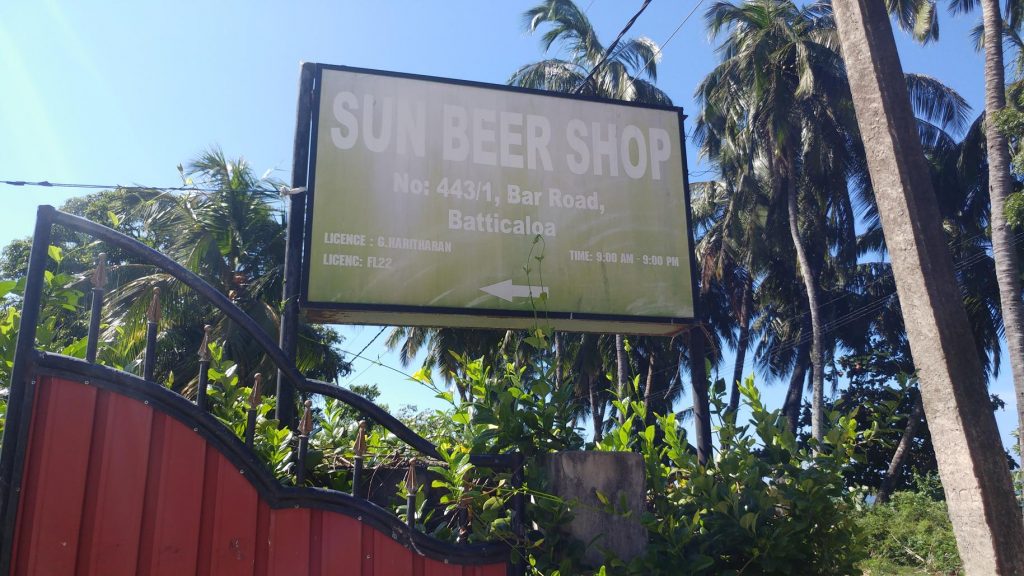 SUN BEER SHOP
No: 443/1, Bar Road,
Batticaloa
LICENCE : G.HARITHARAN
LICENC: FL22
TIME: 9:00 AM - 9:00 PM